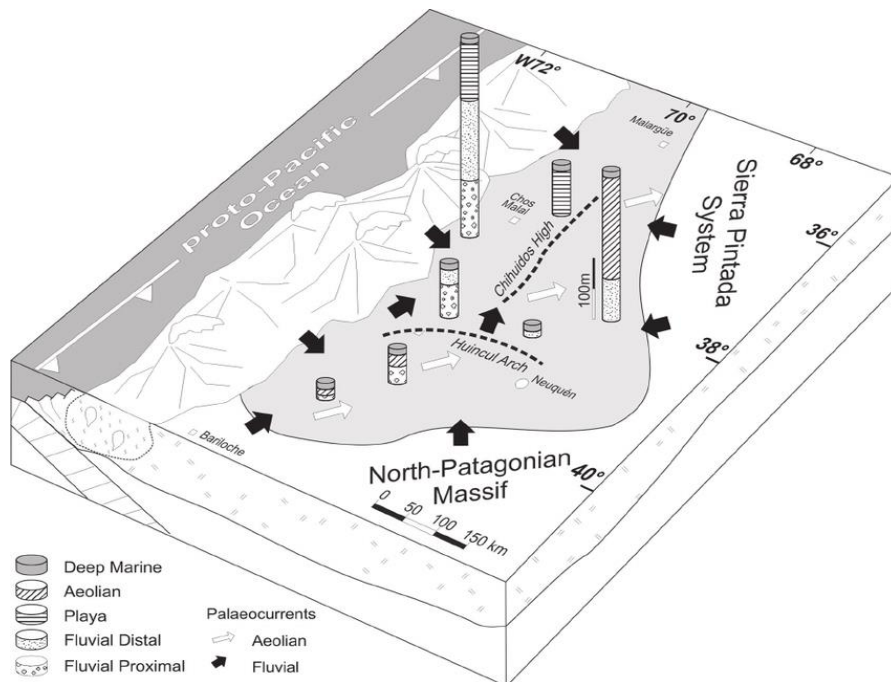 W72°
70°
68°
36°
38°
40°
proto-Pacific
Ocean
Malargüe
Sierra Pintada
System
Chos
Malal
Chihuidos High
100m
Huincul Arch
Neuquén
Bariloche
North-Patagonian
Massif
0
50
100
150 km
Deep Marine
Aeolian
Playa
Fluvial Distal
Fluvial Proximal
Palaeocurrents
Aeolian
Fluvial